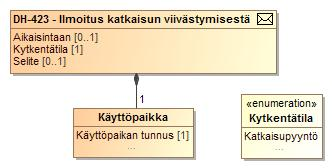 DH-423 - Ilmoitus katkaisun viivästymisestä
Aikaisintaan [0..1]
Kytkentätila [1]
Selite [0..1]
1
Käyttöpaikka
Käyttöpaikan tunnus [1]
...
«enumeration»
Kytkentätila
Katkaisupyyntö
...